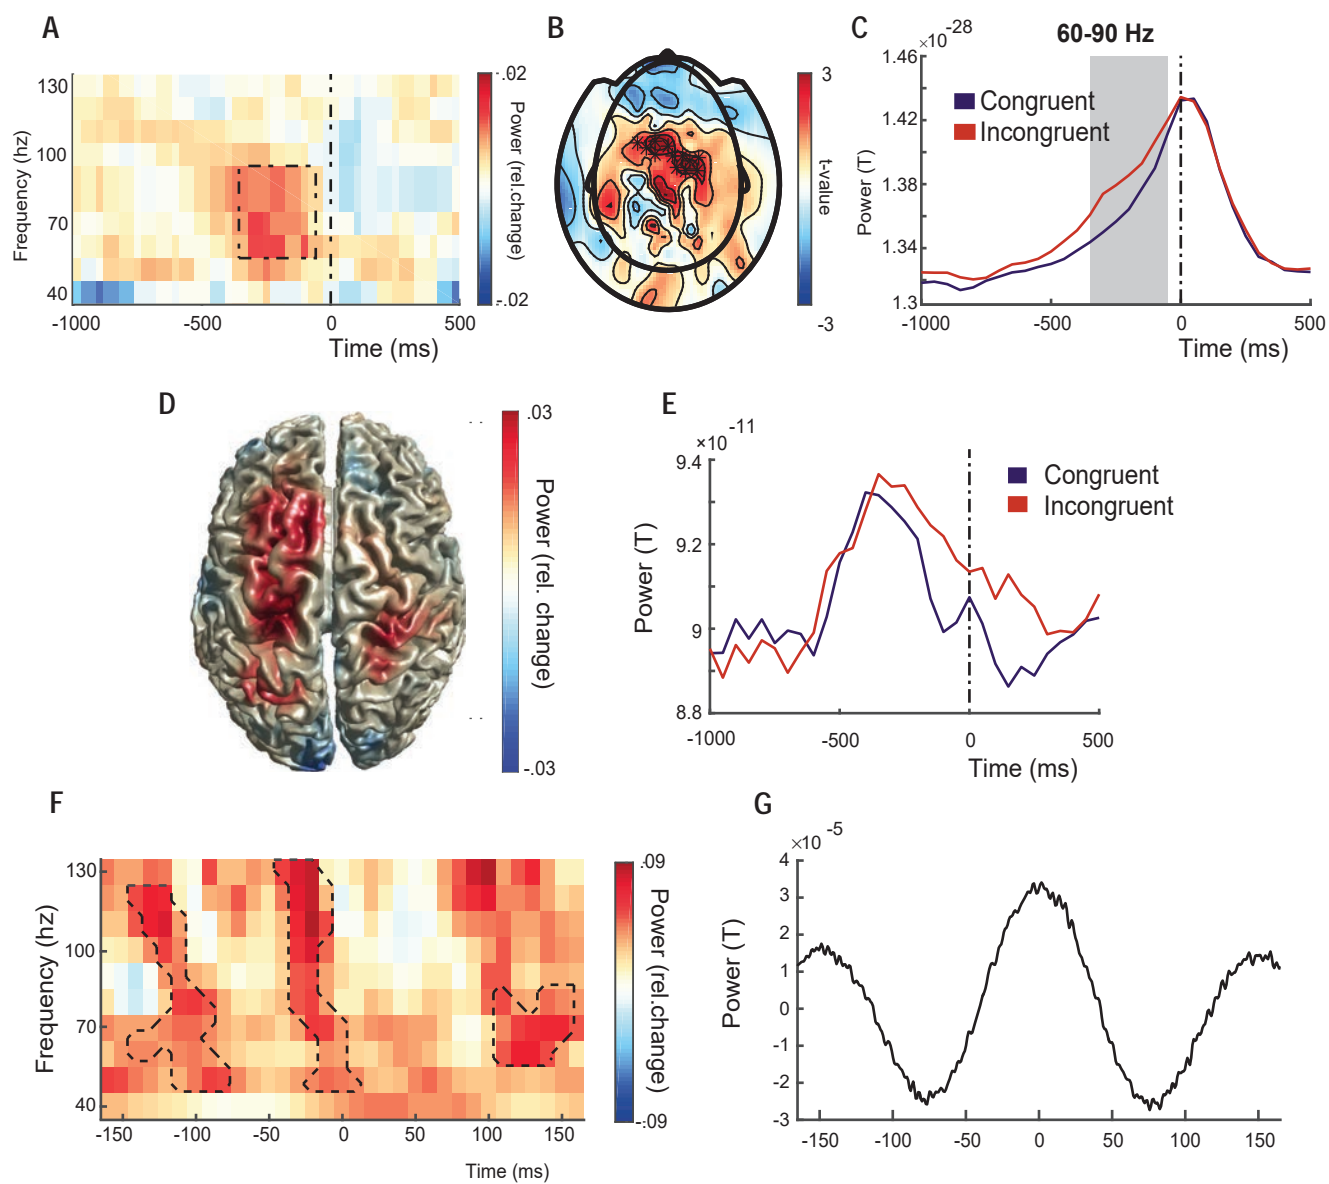 A
130
100
70
40
Frequency (hz)
-1000
-500
0
500
Time (ms)
.02
-.02
Power (rel.change)
B
3
-3
t-value
C
×10-28
60-90 Hz
1.46
1.42
1.38
1.34
1.3
Power (T)
Congruent
Incongruent
-1000
-500
0
500
Time (ms)
D
.03
-.03
Power (rel. change)
E
×10 -11
9.4
9.2
9
8.8
Power (T)
Congruent
Incongruent
-1000
-500
0
500
Time (ms)
F
130
100
70
40
Frequency (hz)
-150
-100
-50
0
50
100
150
Time (ms)
.09
-.09
Power (rel.change)
G
×10 -5
4
3
2
1
0
-1
-2
-3
Power (T)
-150
-100
-50
0
50
100
150